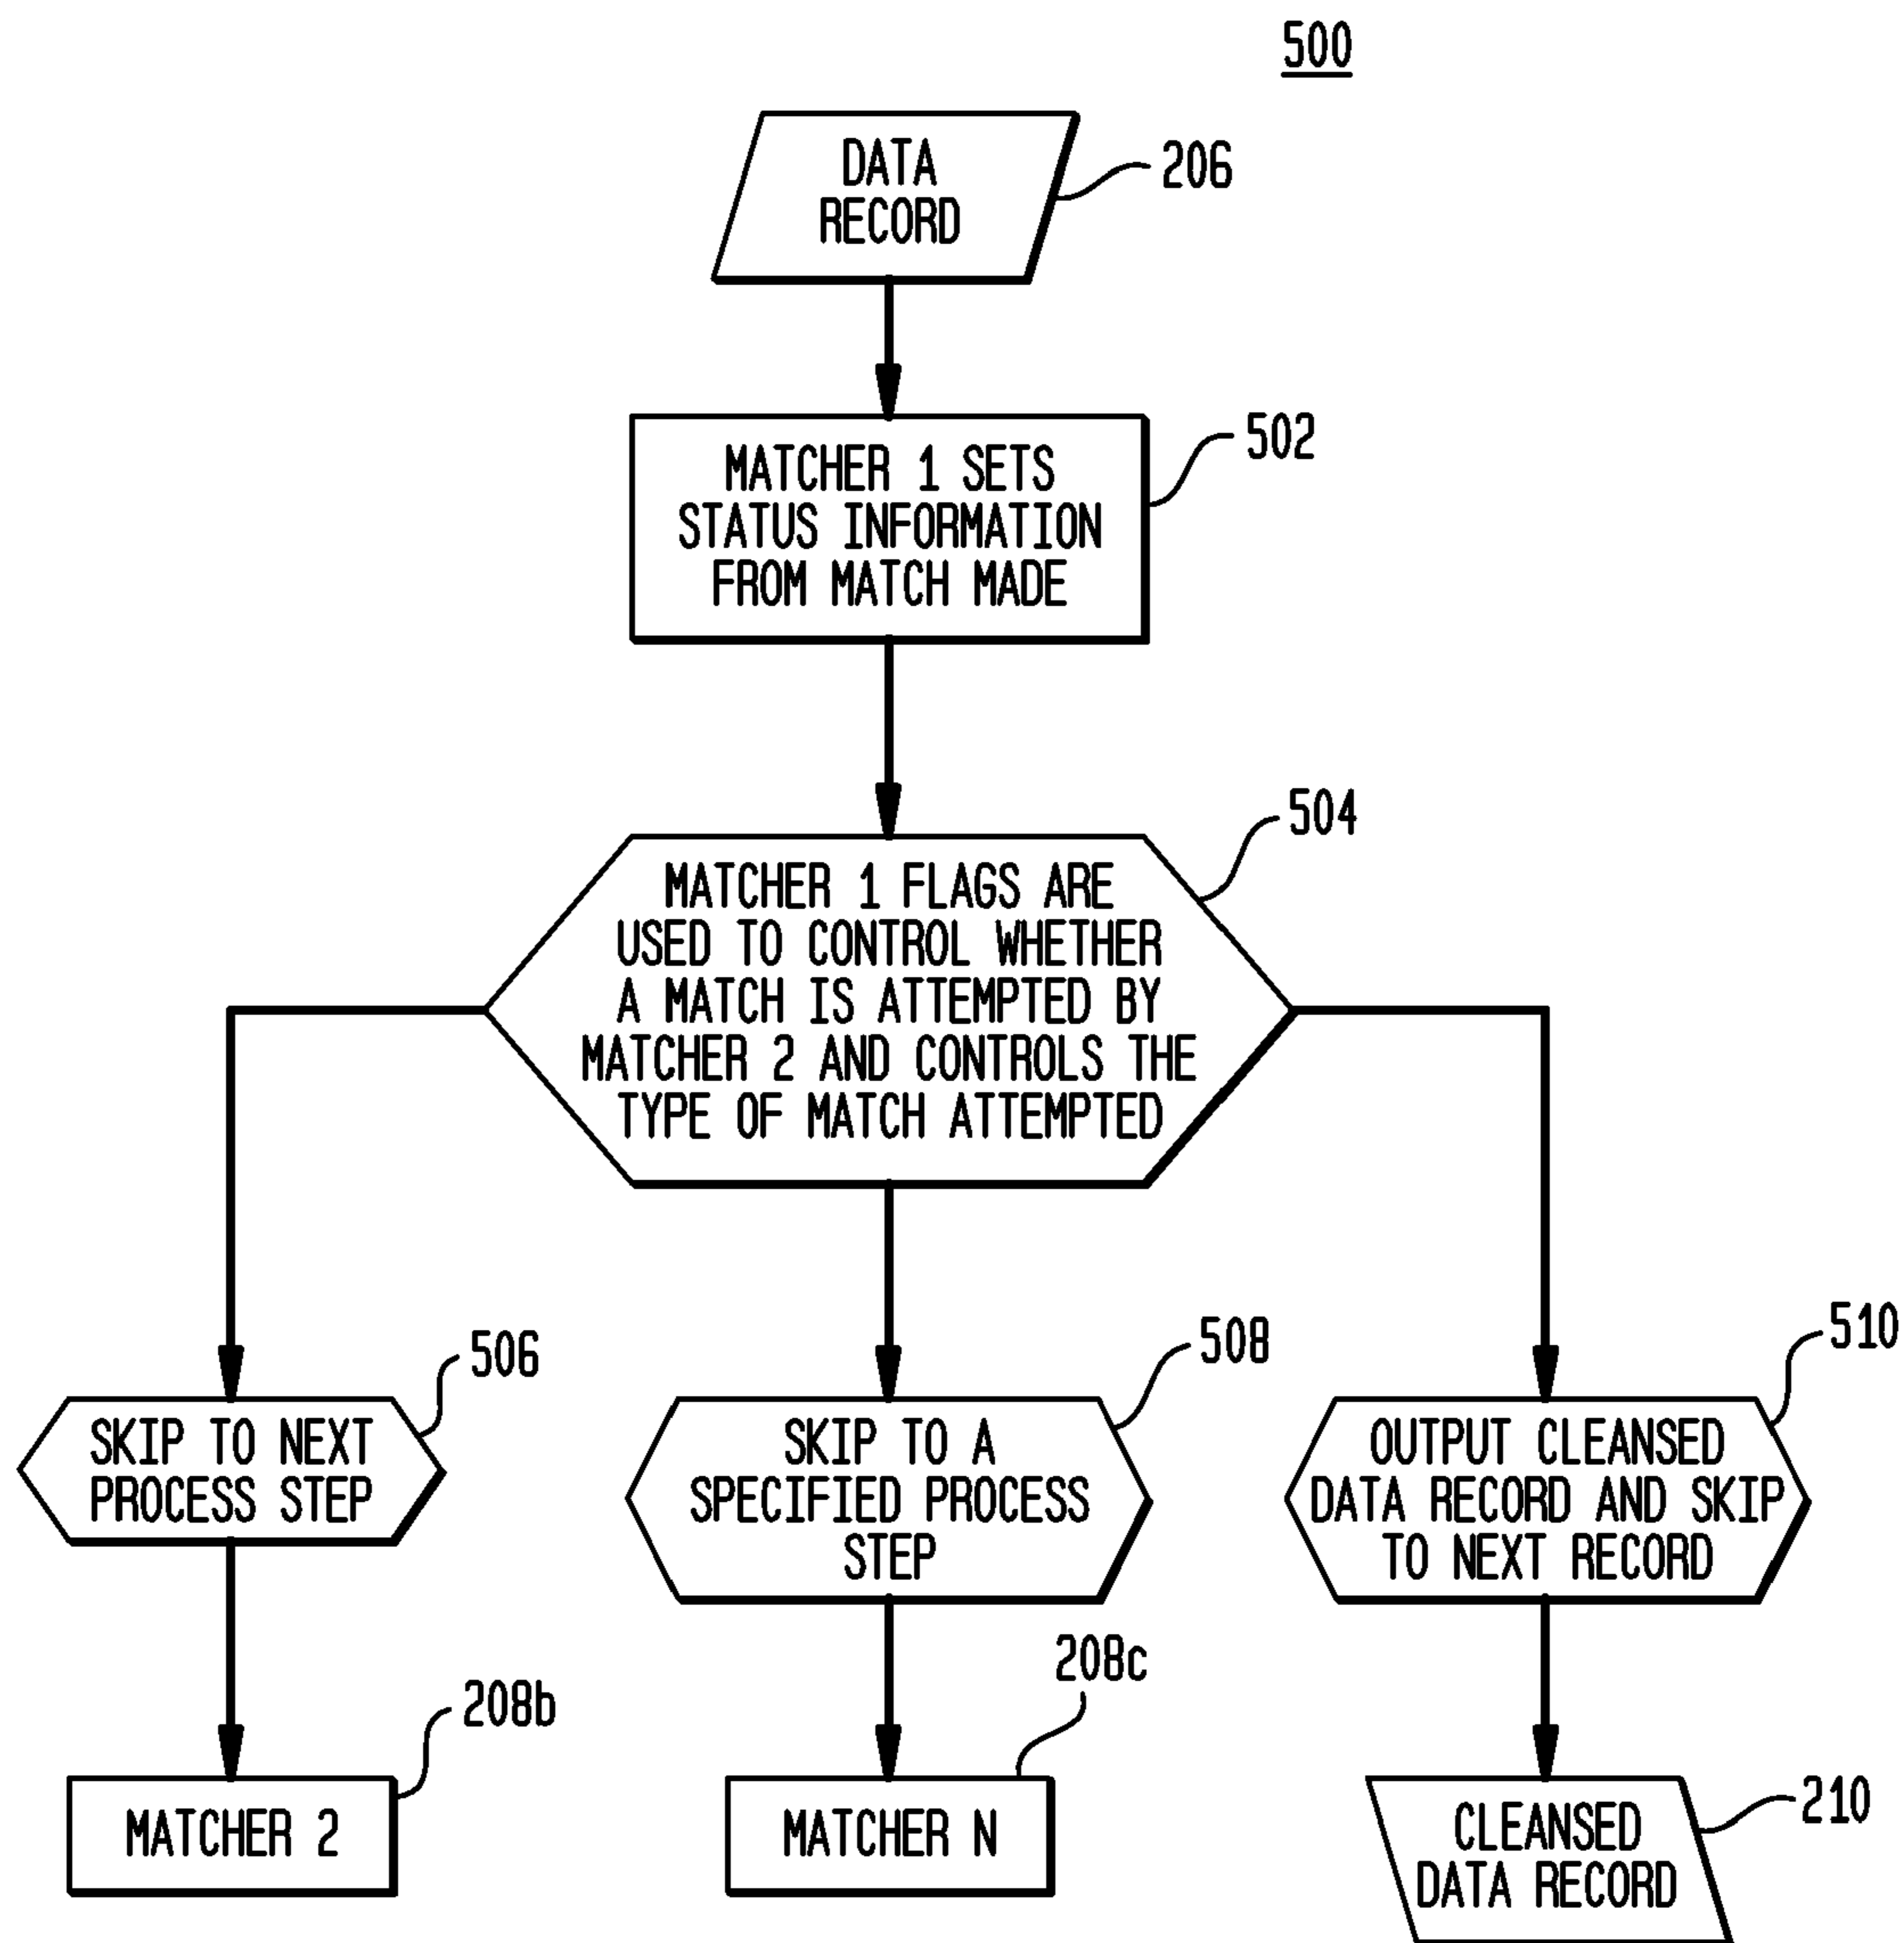 500
DATA
RECORD
206
MATCHER 1 SETS
STATUS INFORMATION
FROM MATCH MADE
502
MATCHER 1 FLAGS ARE
USED TO CONTROL WHETHER
A MATCH IS ATTEMPTED BY
MATCHER 2 AND CONTROLS THE
TYPE OF MATCH ATTEMPTED
504
SKIP TO NEXT
PROCESS STEP
506
SKIP TO A
SPECIFIED PROCESS
STEP
508
OUTPUT CLEANSED
DATA RECORD AND SKIP
TO NEXT RECORD
510
MATCHER 2
208b
MATCHER N
208c
CLEANSED
DATA RECORD
210